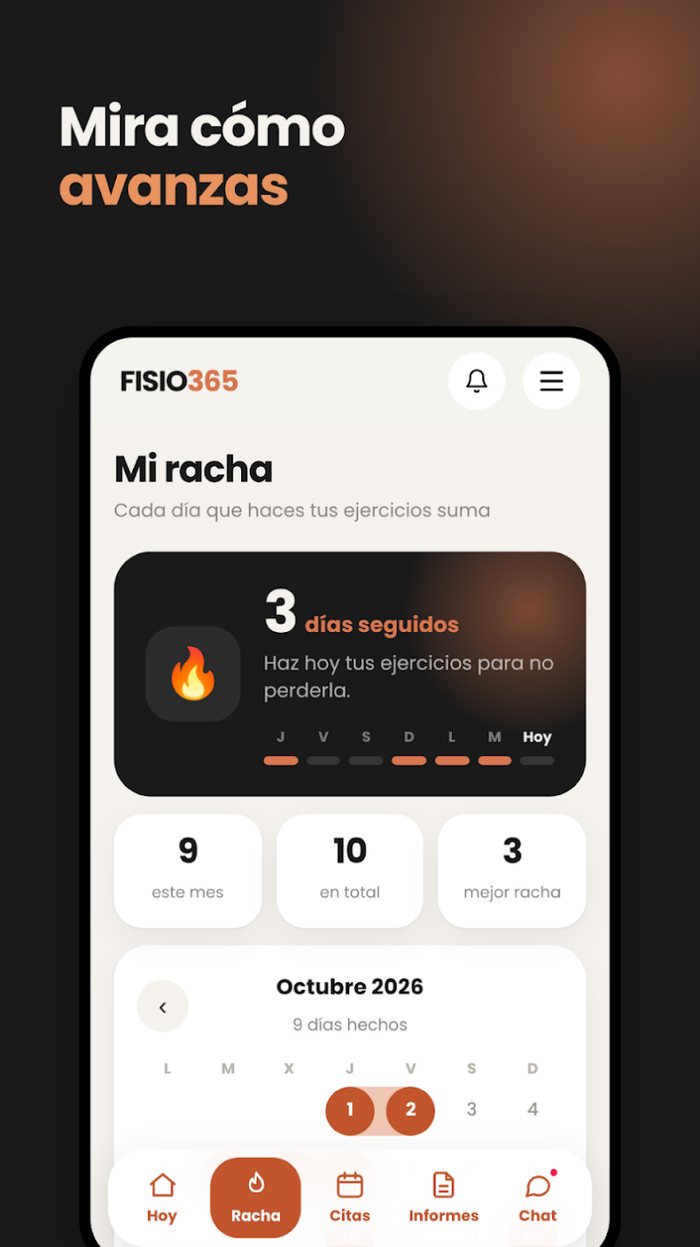 Mira cómo
avanzas
FISIO365
Mi racha
Cada día que haces tus ejercicios suma
3 días seguidos
Haz hoy tus ejercicios para no
perderla.
J V S D L M Hoy
9 10 3
este mes en total mejor racha
Octubre 2026
9 días hechos
L M X J V S D
1 2 3 4
Hoy Racha Citas Informes Chat